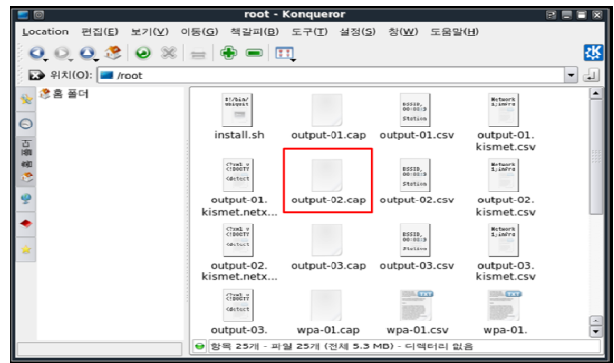 root - Konqueror
Location 편집(E) 보기(V) 이동(G) 책갈피(B) 도구(T) 설정(S) 창(W) 도움말(H)
위치(O): /root
홈 폴더
install.sh output-01.cap output-01.csv output-01.kismet.csv
output-01.kismet.netx... output-02.cap output-02.csv output-02.kismet.csv
output-02.kismet.netx... output-03.cap output-03.csv output-03.kismet.csv
output-03. wpa-01.cap wpa-01.csv wpa-01.
항목 25개 - 파일 25개 (전체 5.3 MB) - 디렉터리 없음